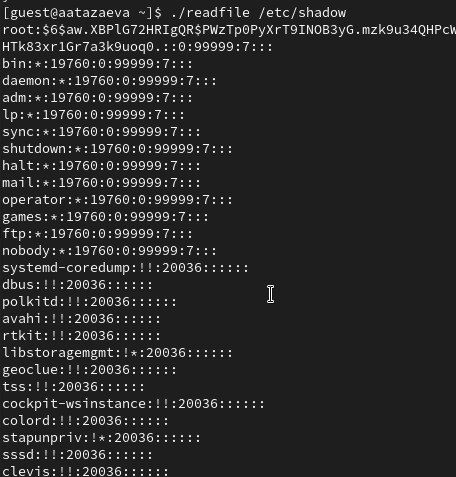 [guest@aatazaeva ~]$ ./readfile /etc/shadow
root:$6$aw.XBPlG72HRIgQR$PWzTp0PyXrT9INOB3yG.mzk9u34QHPcW
HTk83xr1Gr7a3k9uoq0.::0:99999:7:::
bin:*:19760:0:99999:7:::
daemon:*:19760:0:99999:7:::
adm:*:19760:0:99999:7:::
lp:*:19760:0:99999:7:::
sync:*:19760:0:99999:7:::
shutdown:*:19760:0:99999:7:::
halt:*:19760:0:99999:7:::
mail:*:19760:0:99999:7:::
operator:*:19760:0:99999:7:::
games:*:19760:0:99999:7:::
ftp:*:19760:0:99999:7:::
nobody:*:19760:0:99999:7:::
systemd-coredump:!!:20036::::::
dbus:!!:20036::::::
polkitd:!!:20036::::::
avahi:!!:20036::::::
rtkit:!!:20036::::::
libstoragemgmt:!*:20036::::::
geoclue:!!:20036::::::
tss:!!:20036::::::
cockpit-wsinstance:!!:20036::::::
colord:!!:20036::::::
stapunpriv:!*:20036::::::
sssd:!!:20036::::::
clevis:!!:20036::::::